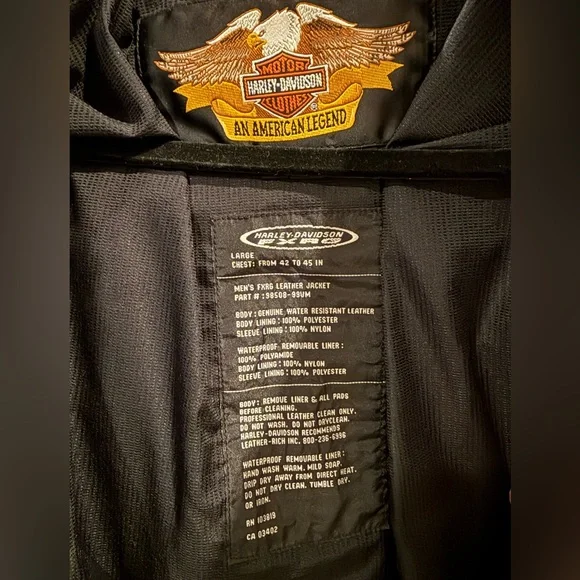 MOTOR
HARLEY-DAVIDSON
CLOTHES
®
AN AMERICAN LEGEND
HARLEY-DAVIDSON
FXRG
LARGE
CHEST: FROM 42 TO 45 IN
MEN'S FXRG LEATHER JACKET
PART #: 98508-99VM
BODY: GENUINE WATER RESISTANT LEATHER
BODY LINING: 100% POLYESTER
SLEEVE LINING: 100% NYLON
WATERPROOF REMOVABLE LINER:
100% POLYAMIDE
BODY LINING: 100% NYLON
SLEEVE LINING: 100% POLYESTER
BODY: REMOVE LINER & ALL PADS
BEFORE CLEANING.
PROFESSIONAL LEATHER CLEAN ONLY.
DO NOT WASH. DO NOT DRYCLEAN.
HARLEY-DAVIDSON RECOMMENDS
LEATHER-RICH INC. 800-236-6996
WATERPROOF REMOVABLE LINER:
HAND WASH WARM. MILD SOAP.
DRIP DRY AWAY FROM DIRECT HEAT.
DO NOT DRY CLEAN. TUMBLE DRY.
OR IRON.
RN 103819
CA 03402